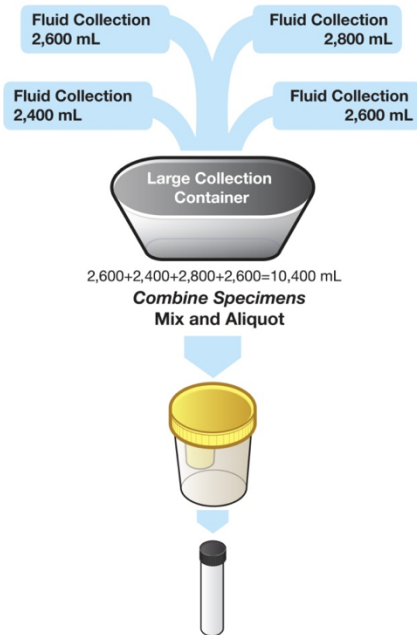 Fluid Collection
2,600 mL
Fluid Collection
2,800 mL
Fluid Collection
2,400 mL
Fluid Collection
2,600 mL
Large Collection
Container
2,600+2,400+2,800+2,600=10,400 mL
Combine Specimens
Mix and Aliquot